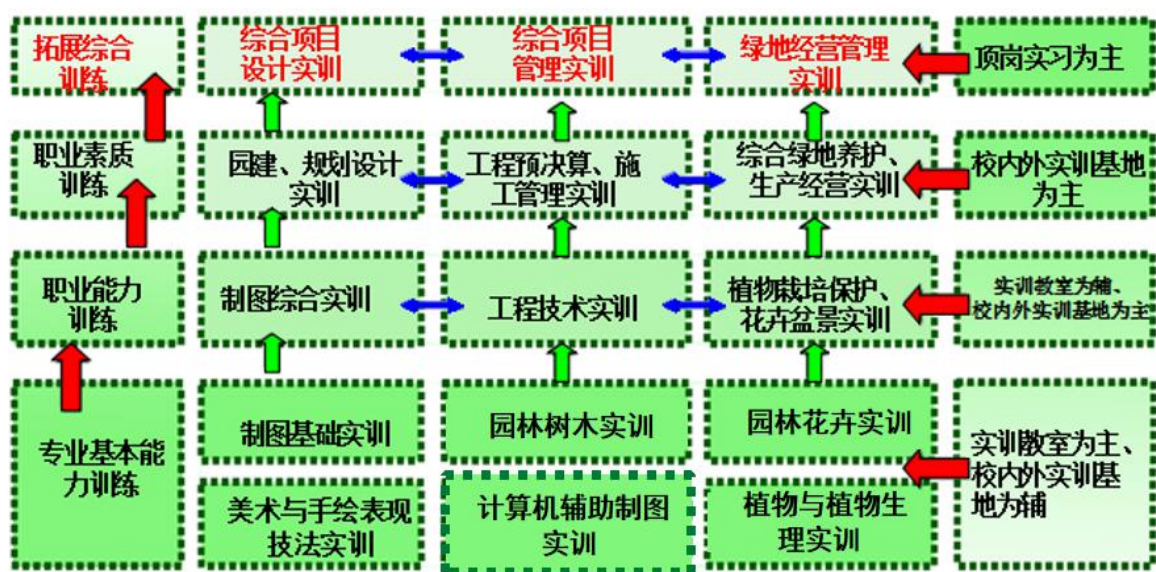 拓展综合
训练
综合项目
设计实训
综合项目
管理实训
绿地经营管理
实训
顶岗实习为主
职业素质
训练
园建、规划设计
实训
工程预决算、施
工管理实训
综合绿地养护、
生产经营实训
校内外实训基地
为主
职业能力
训练
制图综合实训
工程技术实训
植物栽培保护、
花卉盆景实训
实训教室为辅、
校内外实训基地为主
专业基本能
力训练
制图基础实训
园林树木实训
园林花卉实训
实训教室为主、
校内外实训基
地为辅
美术与手绘表现
技法实训
计算机辅助制图
实训
植物与植物生
理实训